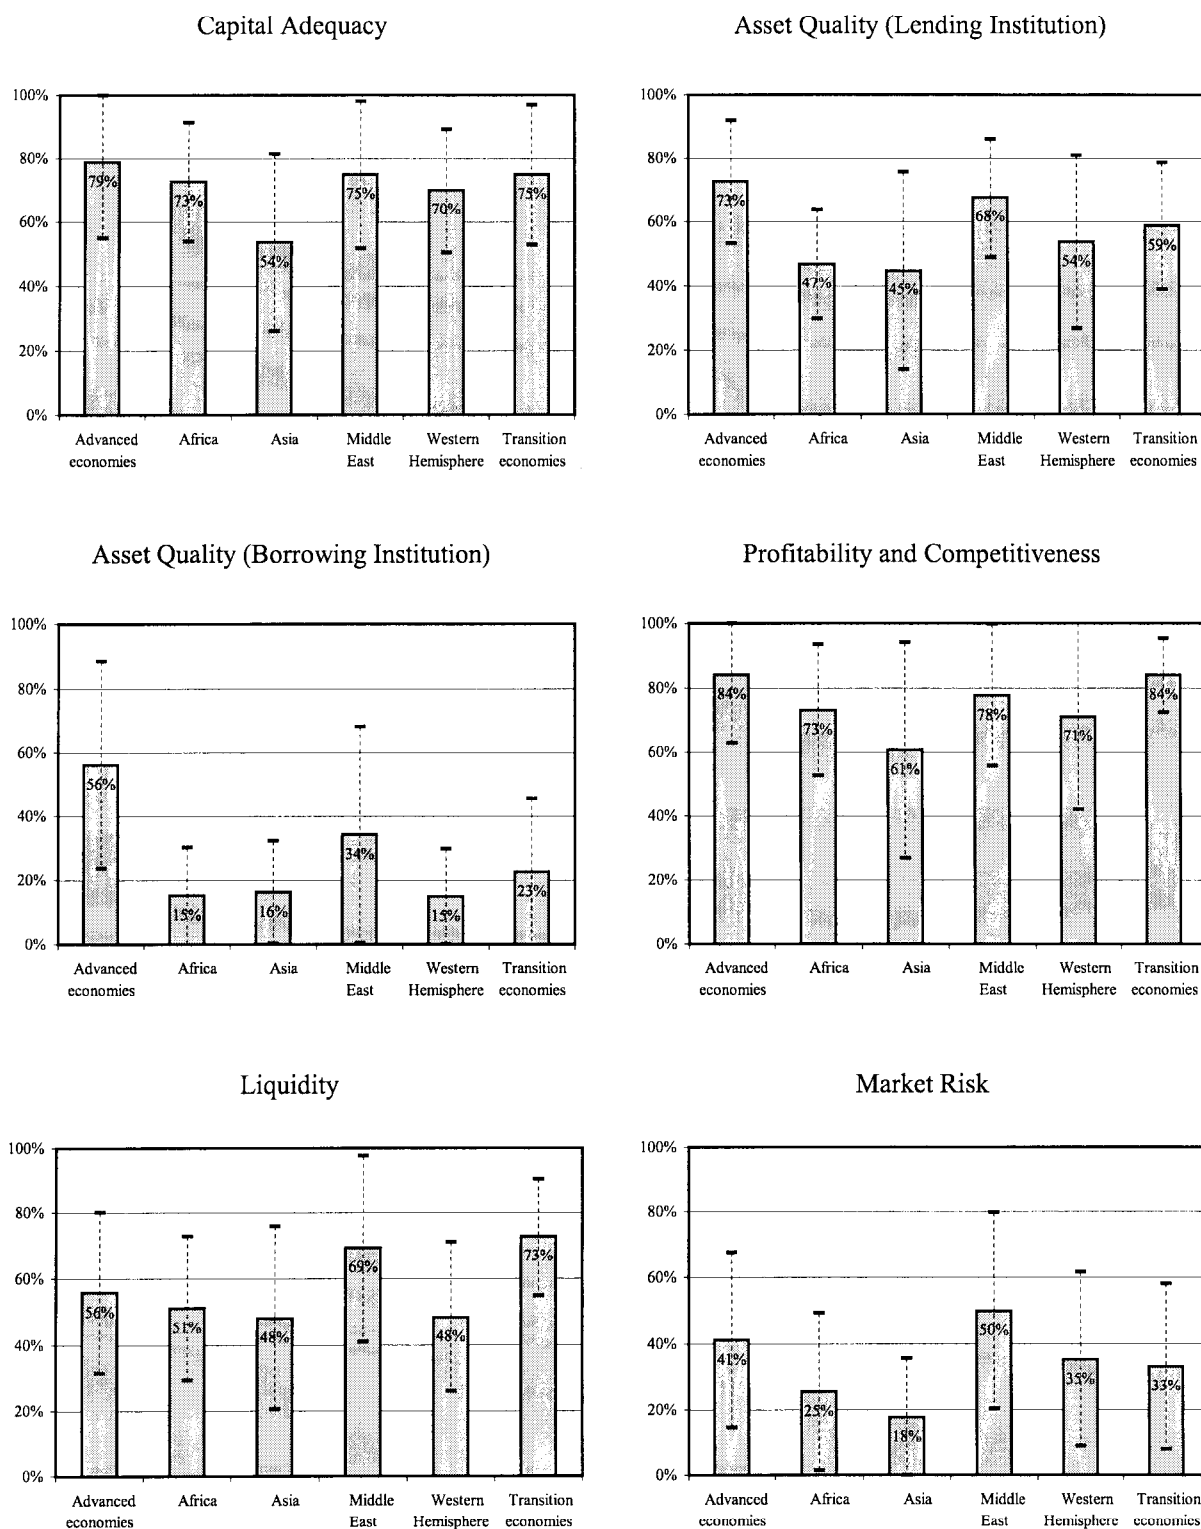 Capital Adequacy
100%
80%
60%
40%
20%
0%
79%
73%
54%
75%
70%
75%
Advanced economies
Africa
Asia
Middle East
Western Hemisphere
Transition economies
Asset Quality (Lending Institution)
100%
80%
60%
40%
20%
0%
73%
47%
45%
68%
54%
59%
Advanced economies
Africa
Asia
Middle East
Western Hemisphere
Transition economies
Asset Quality (Borrowing Institution)
100%
80%
60%
40%
20%
0%
56%
15%
16%
34%
15%
23%
Advanced economies
Africa
Asia
Middle East
Western Hemisphere
Transition economies
Profitability and Competitiveness
100%
80%
60%
40%
20%
0%
84%
73%
61%
78%
71%
84%
Advanced economies
Africa
Asia
Middle East
Western Hemisphere
Transition economies
Liquidity
100%
80%
60%
40%
20%
0%
56%
51%
48%
69%
48%
73%
Advanced economies
Africa
Asia
Middle East
Western Hemisphere
Transition economies
Market Risk
100%
80%
60%
40%
20%
0%
41%
25%
18%
50%
35%
33%
Advanced economies
Africa
Asia
Middle East
Western Hemisphere
Transition economies